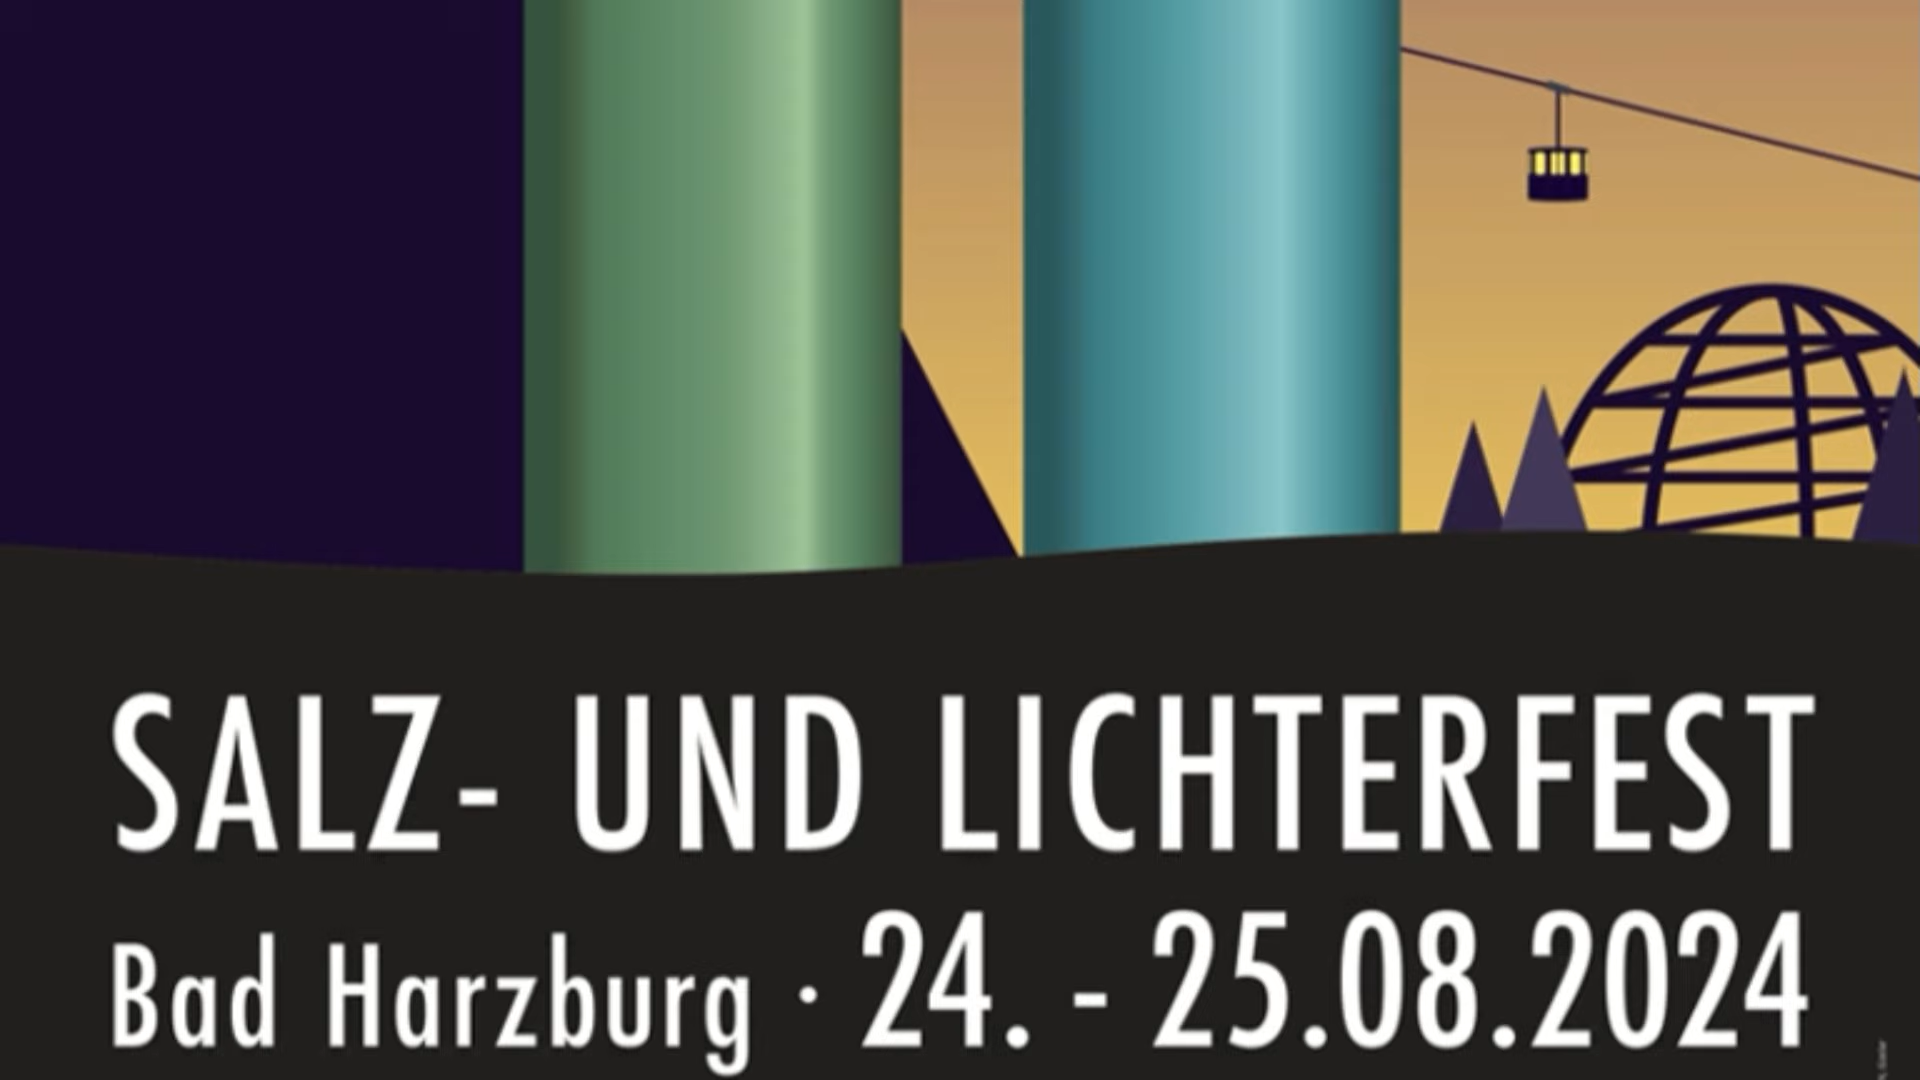 SALZ- UND LICHTERFEST
Bad Harzburg · 24. - 25.08.2024